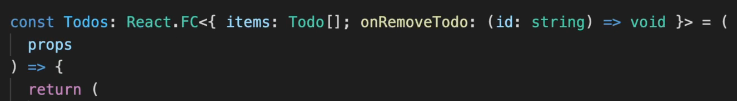 const Todos: React.FC<{ items: Todo[]; onRemoveTodo: (id: string) => void }> = (
  props
) => {
  return (